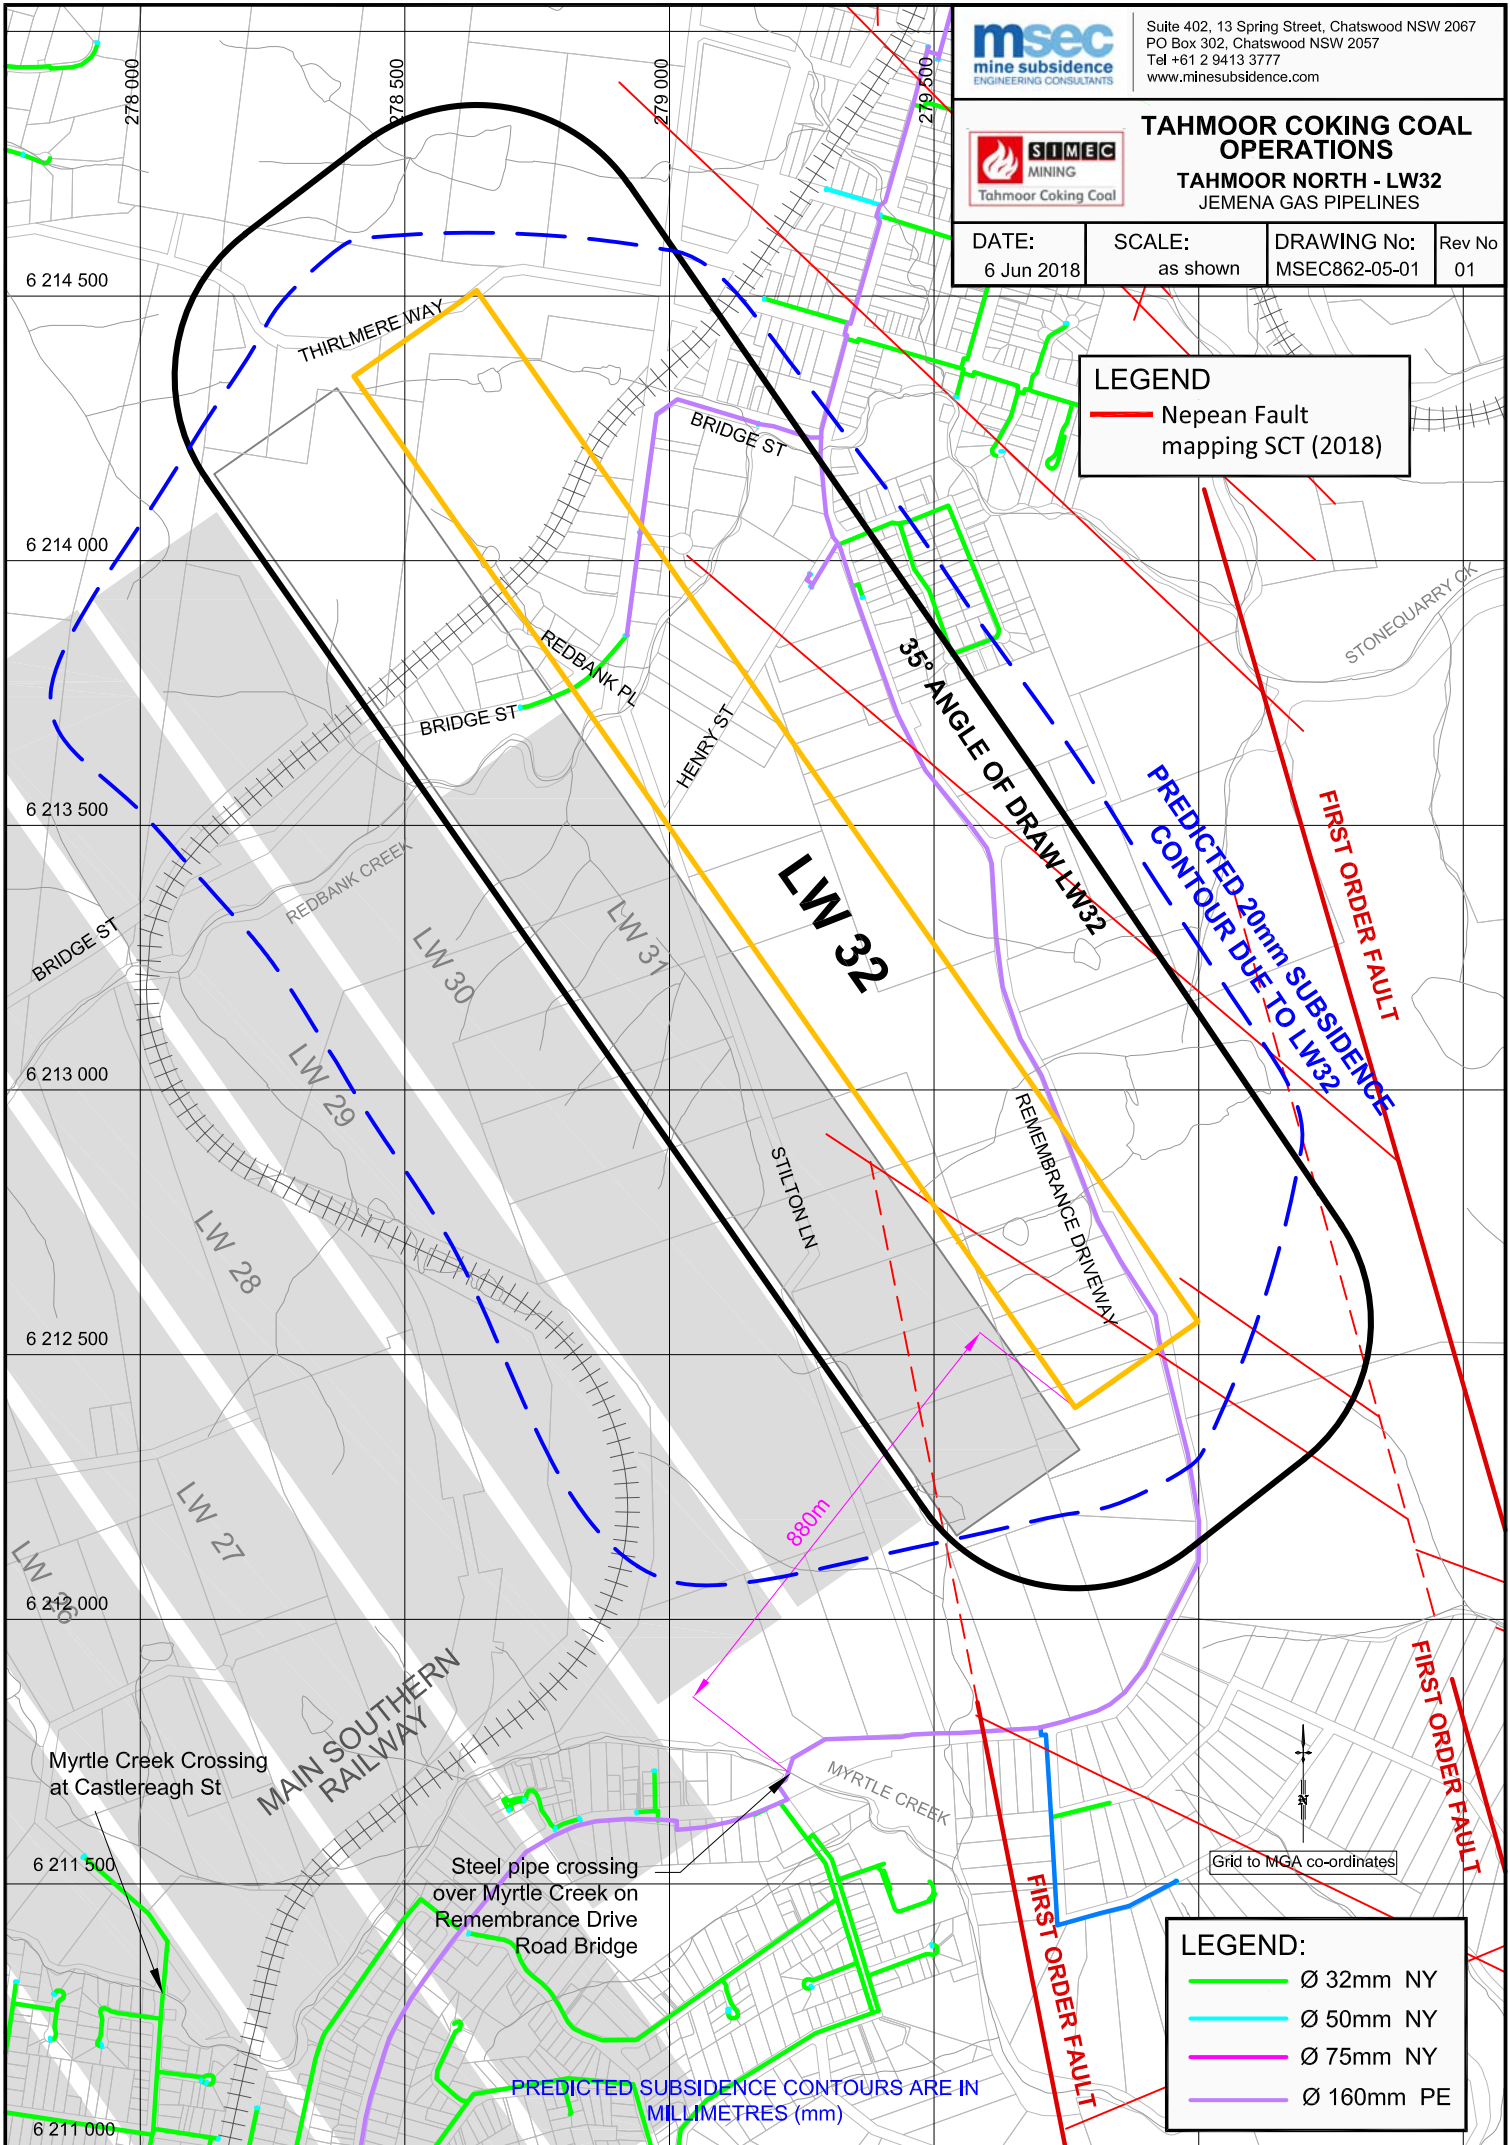 msec
mine subsidence
ENGINEERING CONSULTANTS
Suite 402, 13 Spring Street, Chatswood NSW 2067
PO Box 302, Chatswood NSW 2057
Tel +61 2 9413 3777
www.minesubsidence.com
SIMEC
MINING
Tahmoor Coking Coal
TAHMOOR COKING COAL
OPERATIONS
TAHMOOR NORTH - LW32
JEMENA GAS PIPELINES
DATE:
6 Jun 2018
SCALE:
as shown
DRAWING No:
MSEC862-05-01
Rev No
01
278 000
278 500
279 000
279 500
LEGEND
Nepean Fault
mapping SCT (2018)
6 214 500
THIRLMERE WAY
BRIDGE ST
6 214 000
STONEQUARRY CK
REDBANK PL
BRIDGE ST
HENRY ST
35° ANGLE OF DRAW LW32
PREDICTED 20mm SUBSIDENCE
CONTOUR DUE TO LW32
FIRST ORDER FAULT
6 213 500
REDBANK CREEK
BRIDGE ST
LW 30
LW 31
LW 32
LW 29
6 213 000
REMEMBRANCE DRIVEWAY
STILTON LN
LW 28
6 212 500
LW 27
880m
LW 26
6 212 000
MAIN SOUTHERN
RAILWAY
FIRST ORDER FAULT
Myrtle Creek Crossing
at Castlereagh St
MYRTLE CREEK
N
Grid to MGA co-ordinates
6 211 500
Steel pipe crossing
over Myrtle Creek on
Remembrance Drive
Road Bridge
FIRST ORDER FAULT
LEGEND:
Ø 32mm NY
Ø 50mm NY
Ø 75mm NY
Ø 160mm PE
PREDICTED SUBSIDENCE CONTOURS ARE IN
MILLIMETRES (mm)
6 211 000